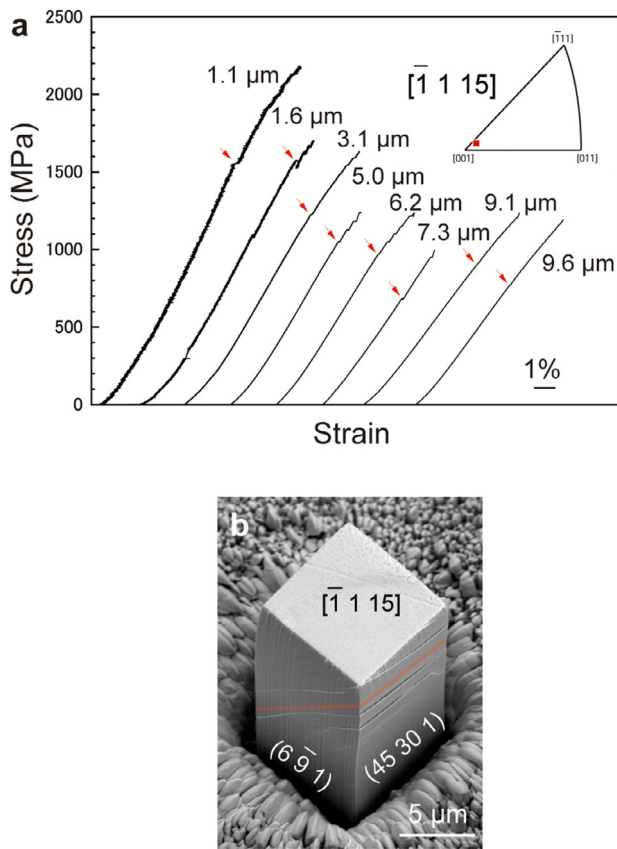 a
2500
2000
1500
1000
500
0
Stress (MPa)
Strain
1.1 μm
1.6 μm
3.1 μm
5.0 μm
6.2 μm
7.3 μm
9.1 μm
9.6 μm
[1̅ 1 15]
[1̅11]
[001]
[011]
1%
b
[1̅ 1 15]
(6 9̅ 1)
(45 30 1)
5 μm